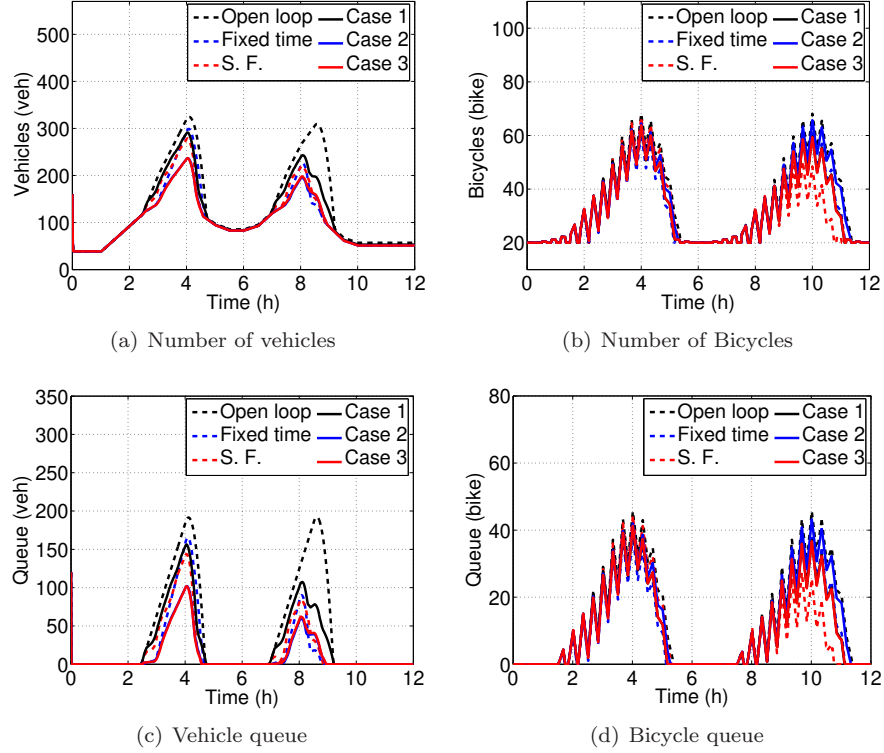 Open loop Case 1
Fixed time Case 2
S. F. Case 3
Vehicles (veh)
500
400
300
200
100
0
0 2 4 6 8 10 12
Time (h)
(a) Number of vehicles
Open loop Case 1
Fixed time Case 2
S. F. Case 3
Bicycles (bike)
100
80
60
40
20
0 2 4 6 8 10 12
Time (h)
(b) Number of Bicycles
Open loop Case 1
Fixed time Case 2
S. F. Case 3
Queue (veh)
350
300
250
200
150
100
50
0
0 2 4 6 8 10 12
Time (h)
(c) Vehicle queue
Open loop Case 1
Fixed time Case 2
S. F. Case 3
Queue (bike)
80
60
40
20
0
0 2 4 6 8 10 12
Time (h)
(d) Bicycle queue